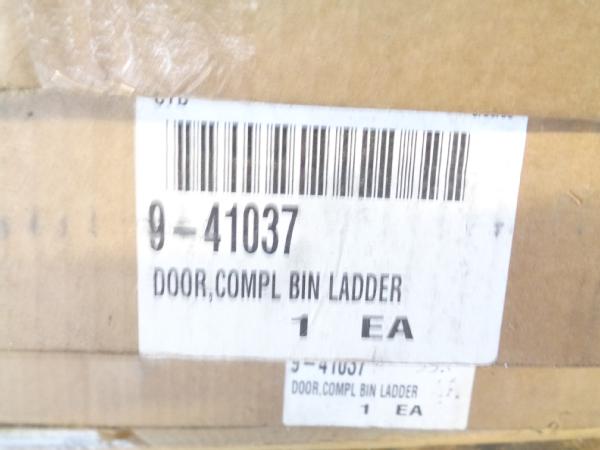 9-41037
DOOR,COMPL BIN LADDER
1 EA
9-41037
DOOR,COMPL BIN LADDER
1 EA